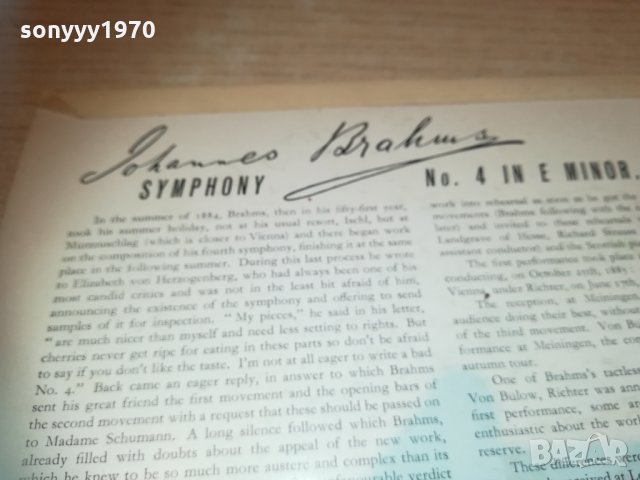 sonyyy1970
Johannes Brahms
SYMPHONY No. 4 IN E MINOR.
In the summer of 1884, Brahms, then in his fifty-first year,
took his summer holiday, not at his usual resort, Ischl, but at
Murzzuschlag (which is closer to Vienna) and there began work
on the composition of his fourth symphony, finishing it at the same
place in the following summer. During this last process he wrote
to Elizabeth von Herzogenberg, who had always been one of his
most candid critics and was not in the least bit afraid of him,
announcing the existence of the symphony and offering to send
samples of it for inspection. "My pieces," he said in his letter,
"are much nicer than myself and need less setting to rights. But
cherries never get ripe for eating in these parts so don't be afraid
to say if you don't like the taste. I'm not at all eager to write a bad
No. 4." Back came an eager reply, in answer to which Brahms
sent his great friend the first movement and the opening bars of
the second movement with a request that these should be passed on
to Madame Schumann. A long silence followed which Brahms,
already filled with doubts about the appeal of the new work,
which he knew to be so much more austere and complex than its
unfavourable verdict
work into rehearsal as soon as he got the
movements (Brahms following with the
later) and invited to these rehearsals
Landgrave of Hesse, Richard Strauss
assistant conductor) and the Scottish
The first performance took place
conducting, on October 25th, 1885.
Vienna, under Richter, on June 17th,
The reception, at Meiningen,
audience doing their best, without
of the third movement. Von Bü
formance at Meiningen, the com
autumn tour.
One of Brahms's tactless
Von Bulow, Richter was anno
first performance, some are
enthusiastic about the work
reserve.
These differences were
received at Le
BAZAR